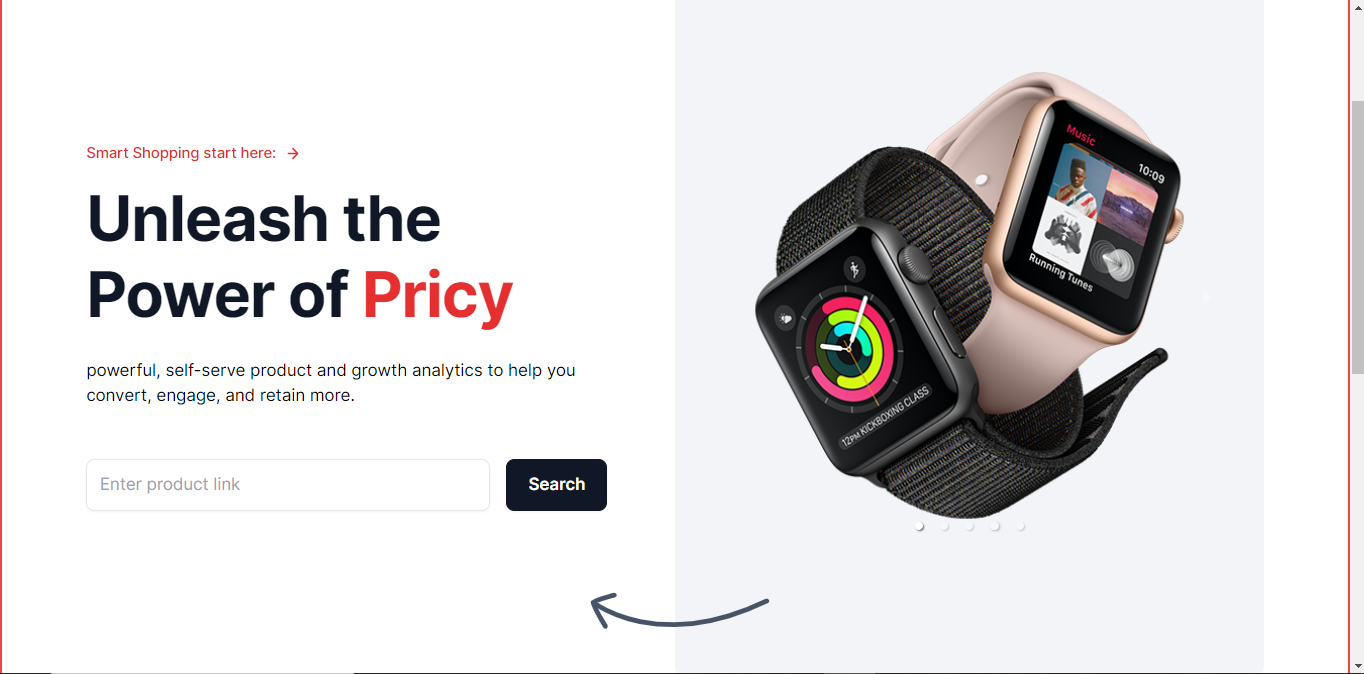 Smart Shopping start here:
Unleash the
Power of Pricy
powerful, self-serve product and growth analytics to help you
convert, engage, and retain more.
Enter product link
Search
Music
10:09
Running Tunes
12PM KICKBOXING CLASS